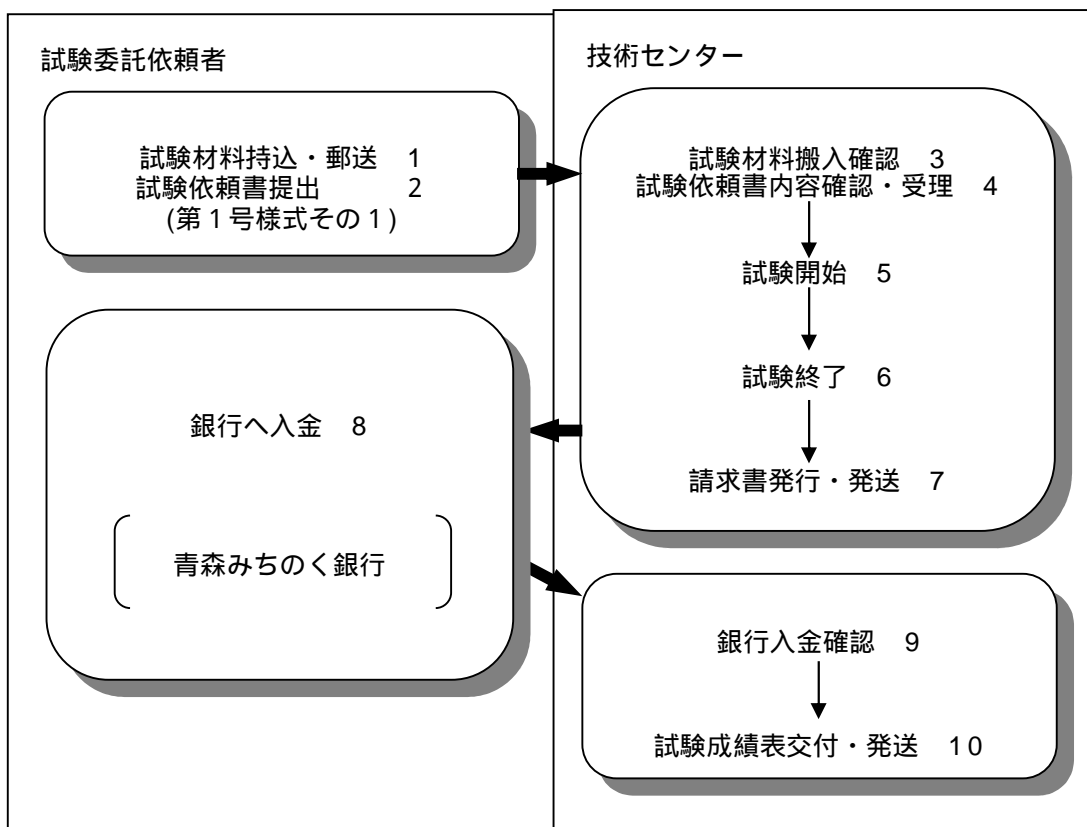 試験委託依頼者
試験材料持込・郵送 1
試験依頼書提出 2
(第1号様式その1)
銀行へ入金 8
青森みちのく銀行
技術センター
試験材料搬入確認 3
試験依頼書内容確認・受理 4
試験開始 5
試験終了 6
請求書発行・発送 7
銀行入金確認 9
試験成績表交付・発送 10